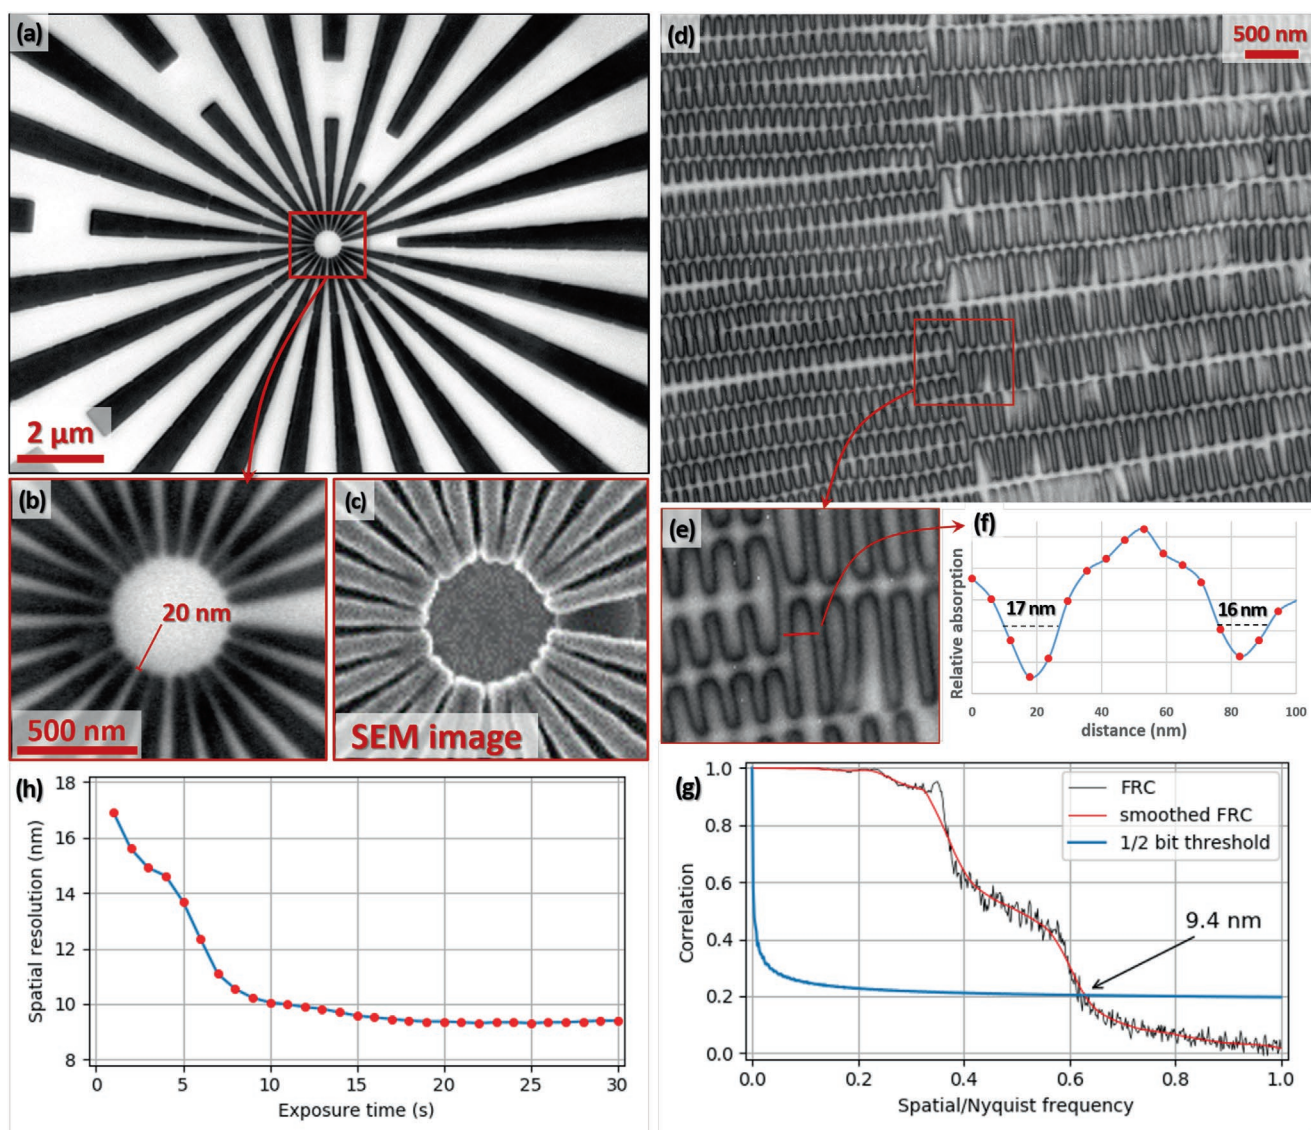 (a)
2 µm
(b)
20 nm
500 nm
(c)
SEM image
(d)
500 nm
(e)
(f)
Relative absorption
17 nm
16 nm
0
20
40
60
80
100
distance (nm)
(h)
Spatial resolution (nm)
18
16
14
12
10
8
0
5
10
15
20
25
30
Exposure time (s)
(g)
Correlation
1.0
0.8
0.6
0.4
0.2
0.0
FRC
smoothed FRC
1/2 bit threshold
9.4 nm
0.0
0.2
0.4
0.6
0.8
1.0
Spatial/Nyquist frequency